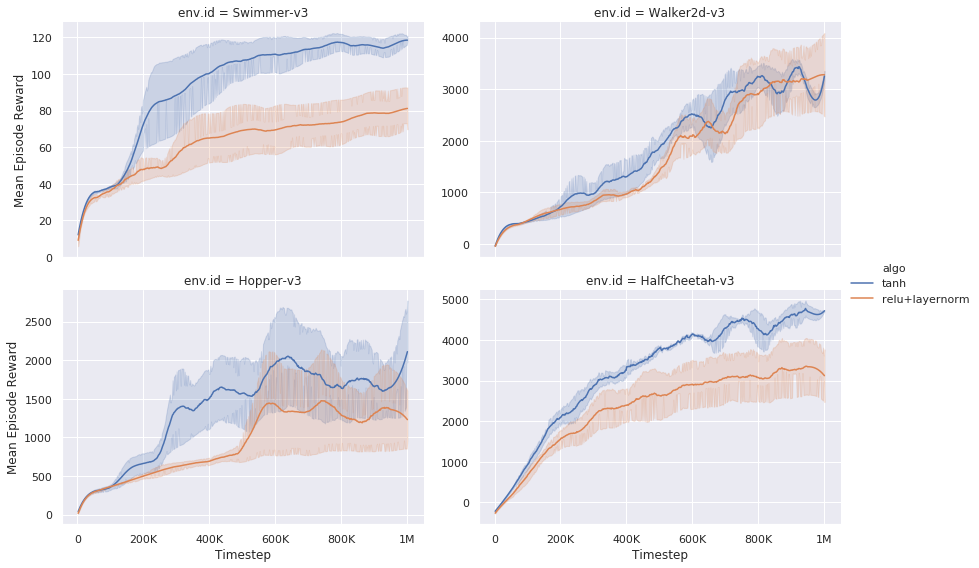 env.id = Swimmer-v3
120
100
80
60
40
20
0
Mean Episode Reward
env.id = Walker2d-v3
4000
3000
2000
1000
0
env.id = Hopper-v3
2500
2000
1500
1000
500
0
Mean Episode Reward
0 200K 400K 600K 800K 1M
Timestep
env.id = HalfCheetah-v3
5000
4000
3000
2000
1000
0
0 200K 400K 600K 800K 1M
Timestep
algo
tanh
relu+layernorm